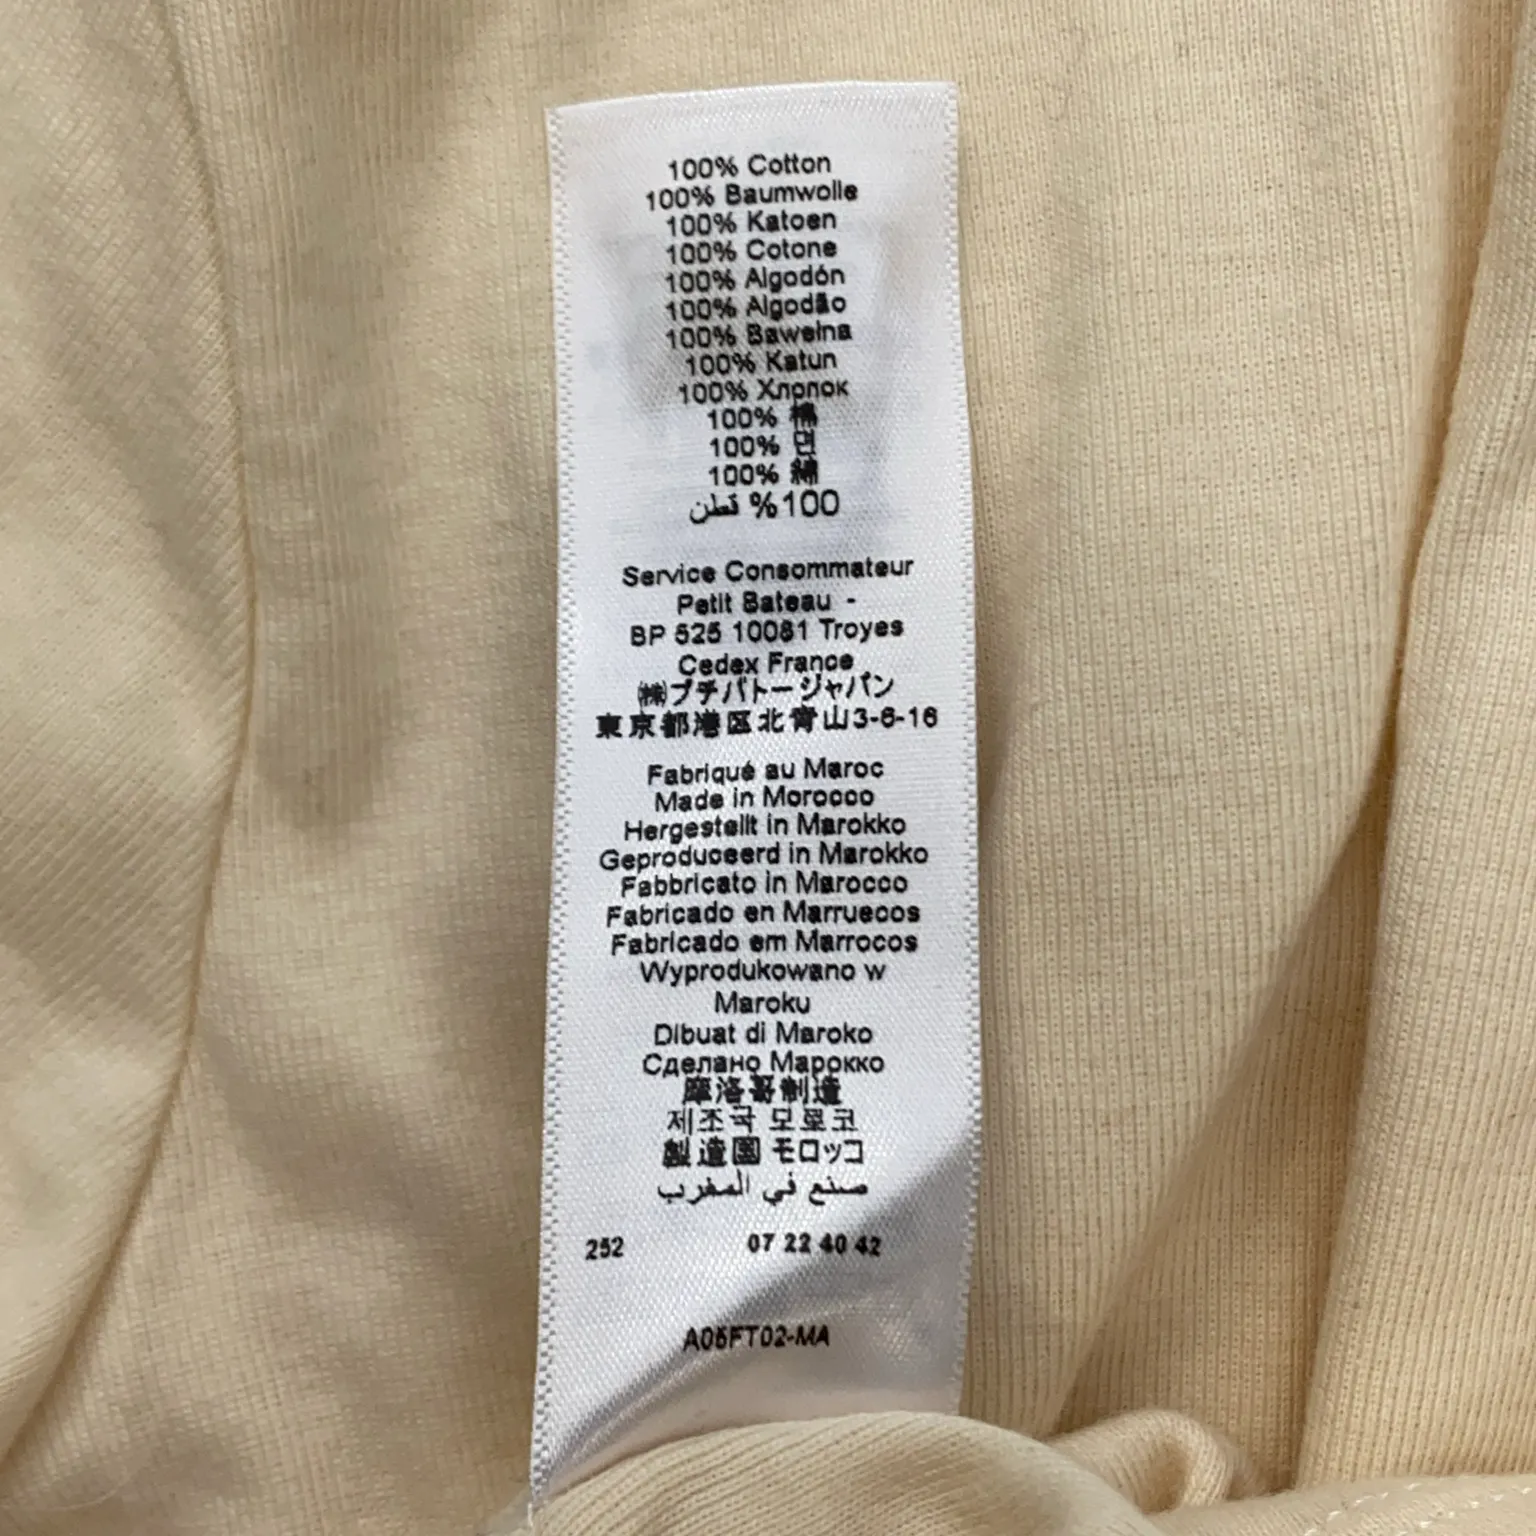 100% Cotton
100% Baumwolle
100% Katoen
100% Cotone
100% Algodón
100% Algodão
100% Bawełna
100% Katun
100% Хлопок
100% 棉
100% 면
100% 綿
100% قطن
Service Consommateur
Petit Bateau -
BP 525 10081 Troyes
Cedex France
㈱プチバトージャパン
東京都港区北青山3-6-16
Fabriqué au Maroc
Made in Morocco
Hergestellt in Marokko
Geproduceerd in Marokko
Fabbricato in Marocco
Fabricado en Marruecos
Fabricado em Marrocos
Wyprodukowano w
Maroku
Dibuat di Maroko
Сделано Марокко
摩洛哥制造
제조국 모로코
製造国 モロッコ
صنع في المغرب
252 07 22 40 42
A05FT02-MA